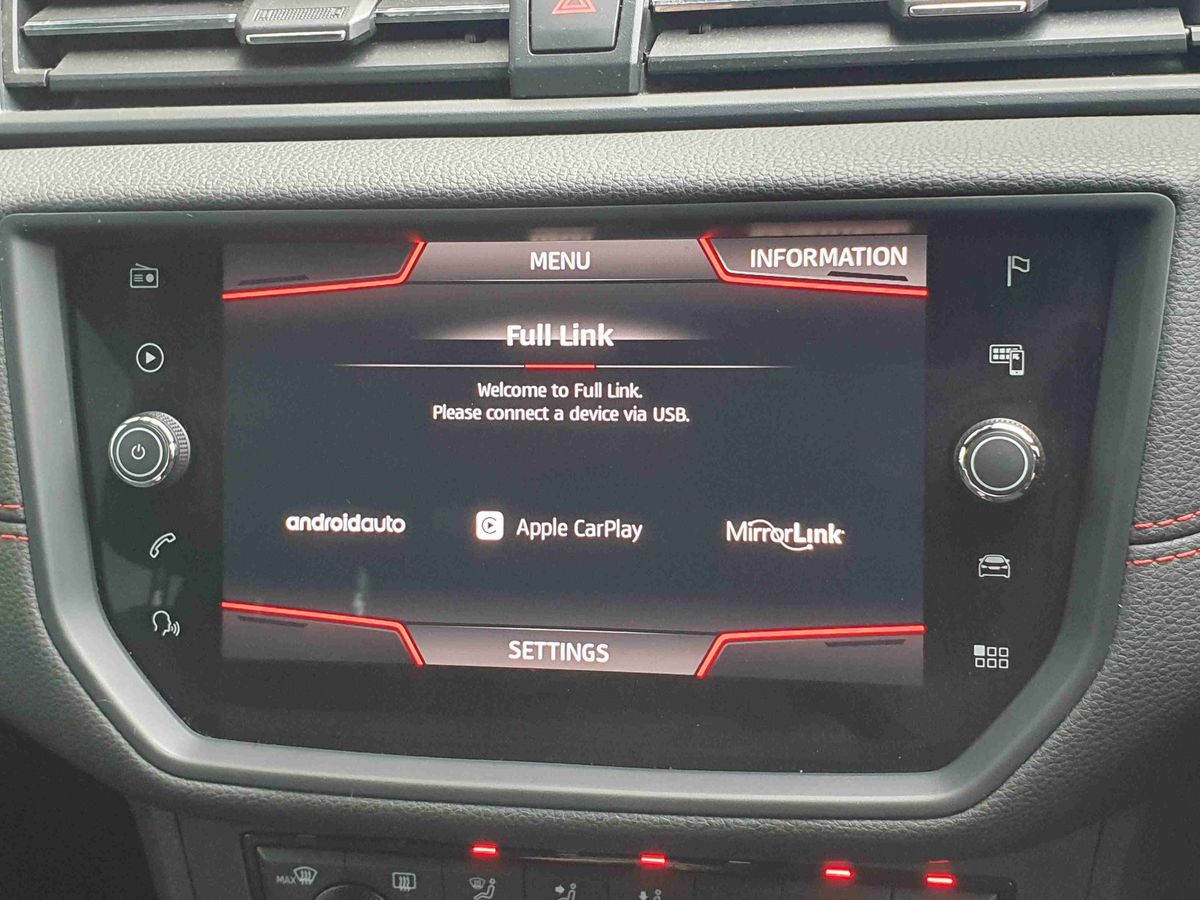 MENU
INFORMATION
Full Link
Welcome to Full Link.
Please connect a device via USB.
androidauto
Apple CarPlay
MirrorLink
SETTINGS
MAX